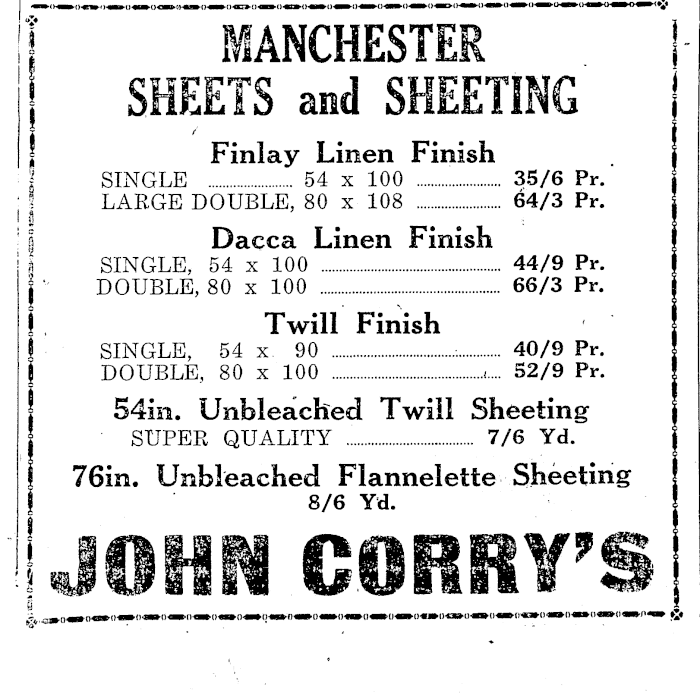 MANCHESTER
SHEETS and SHEETING
Finlay Linen Finish
SINGLE ........ 54 x 100 ........ 35/6 Pr.
LARGE DOUBLE, 80 x 108 ........ 64/3 Pr.
Dacca Linen Finish
SINGLE, 54 x 100 ........ 44/9 Pr.
DOUBLE, 80 x 100 ........ 66/3 Pr.
Twill Finish
SINGLE, 54 x 90 ........ 40/9 Pr.
DOUBLE, 80 x 100 ........ 52/9 Pr.
54in. Unbleached Twill Sheeting
SUPER QUALITY ........ 7/6 Yd.
76in. Unbleached Flannelette Sheeting
8/6 Yd.
JOHN CORRY'S